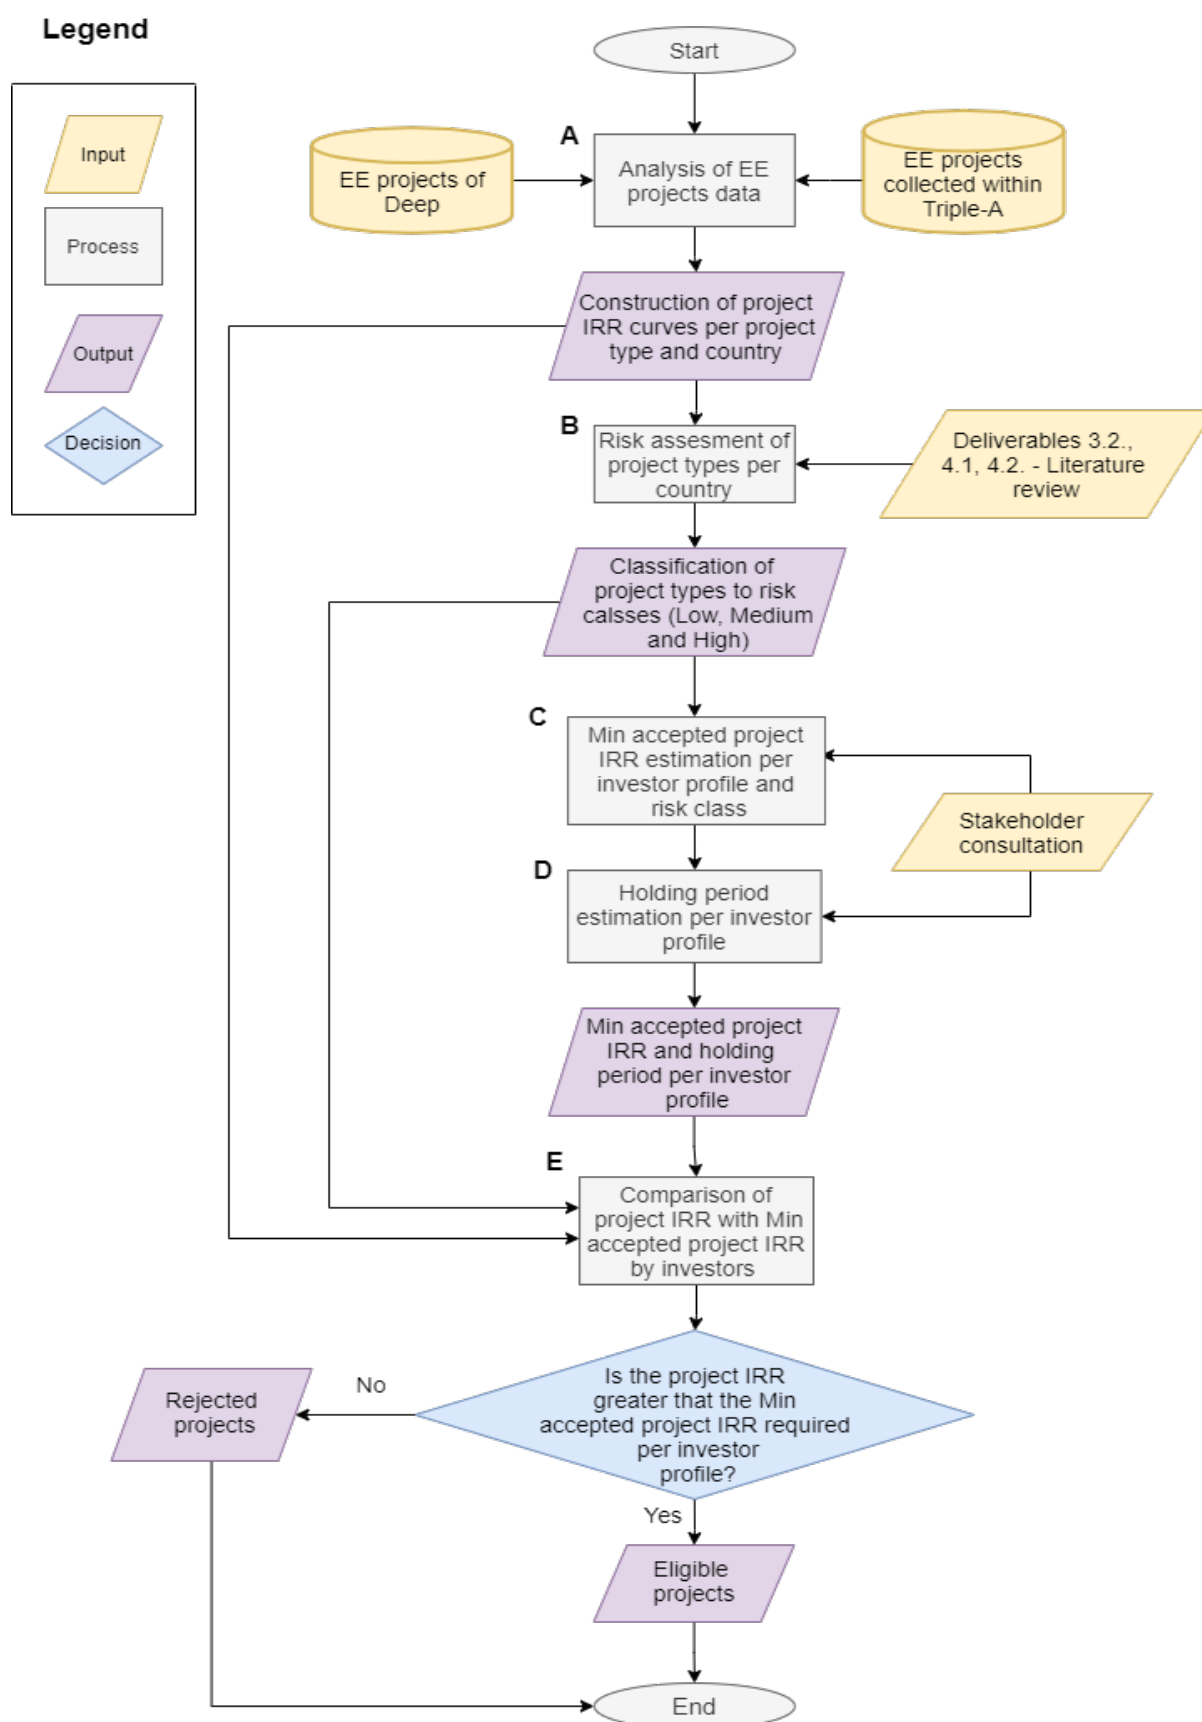 Legend
Input
Process
Output
Decision
Start
A
EE projects of
Deep
Analysis of EE
projects data
EE projects
collected within
Triple-A
Construction of project
IRR curves per project
type and country
B
Risk assesment of
project types per
country
Deliverables 3.2.,
4.1, 4.2. - Literature
review
Classification of
project types to risk
calsses (Low, Medium
and High)
C
Min accepted project
IRR estimation per
investor profile and
risk class
Stakeholder
consultation
D
Holding period
estimation per investor
profile
Min accepted project
IRR and holding
period per investor
profile
E
Comparison of
project IRR with Min
accepted project IRR
by investors
Is the project IRR
greater that the Min
accepted project IRR required
per investor
profile?
No
Rejected
projects
Yes
Eligible
projects
End